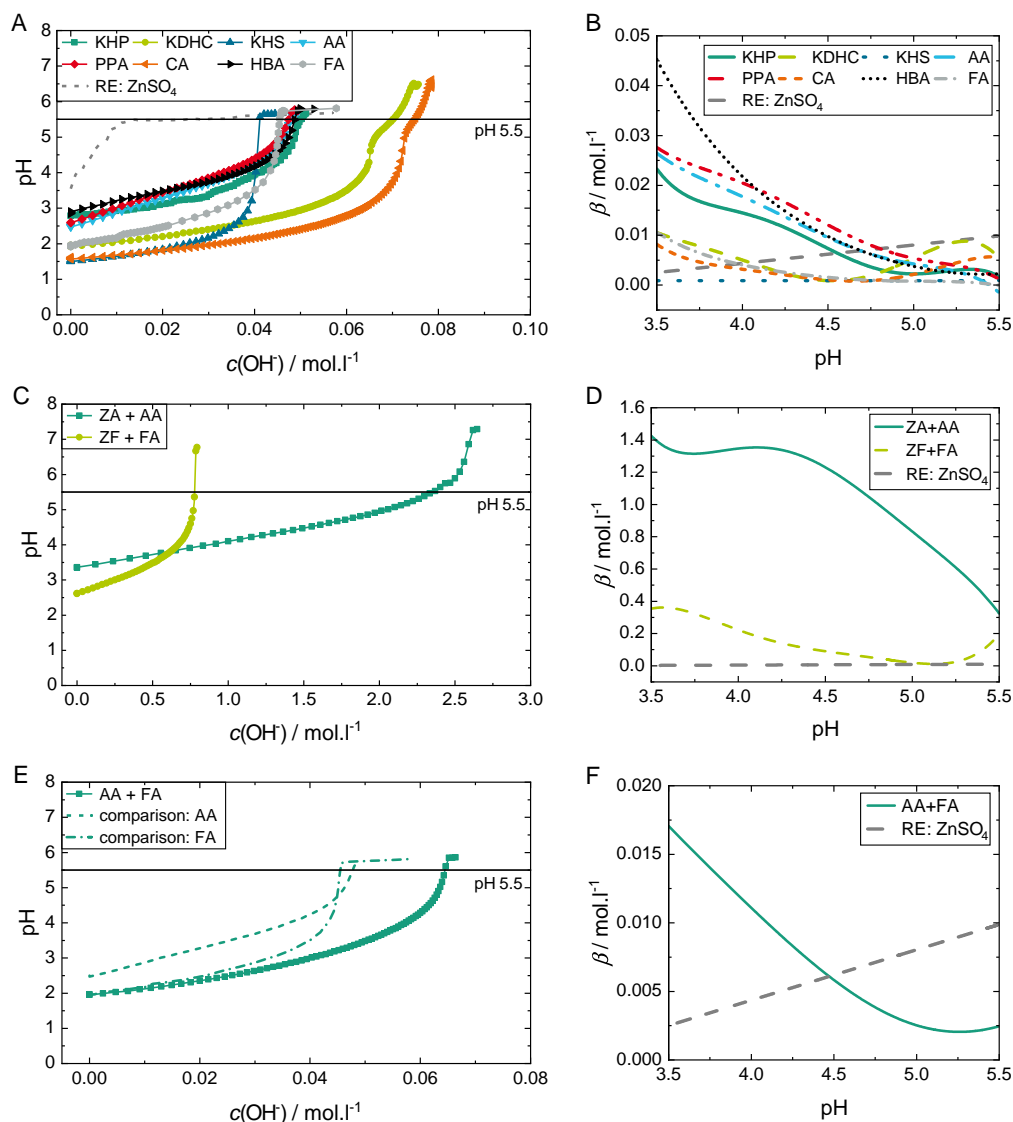 A
KHP KDHC KHS AA
PPA CA HBA FA
RE: ZnSO4
pH 5.5
8
7
6
5
4
3
2
1
0
pH
0.00 0.02 0.04 0.06 0.08 0.10
c(OH-) / mol.l-1
B
KHP KDHC KHS AA
PPA CA HBA FA
RE: ZnSO4
0.05
0.04
0.03
0.02
0.01
0.00
β / mol.l-1
3.5 4.0 4.5 5.0 5.5
pH
C
ZA + AA
ZF + FA
pH 5.5
8
7
6
5
4
3
2
1
0
pH
0.0 0.5 1.0 1.5 2.0 2.5 3.0
c(OH-) / mol.l-1
D
ZA+AA
ZF+FA
RE: ZnSO4
1.6
1.4
1.2
1.0
0.8
0.6
0.4
0.2
0.0
β / mol.l-1
3.5 4.0 4.5 5.0 5.5
pH
E
AA + FA
comparison: AA
comparison: FA
pH 5.5
8
7
6
5
4
3
2
1
0
pH
0.00 0.02 0.04 0.06 0.08
c(OH-) / mol.l-1
F
AA+FA
RE: ZnSO4
0.020
0.015
0.010
0.005
0.000
β / mol.l-1
3.5 4.0 4.5 5.0 5.5
pH